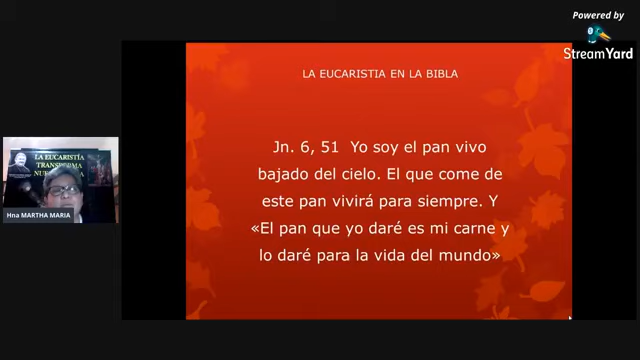 Powered by
StreamYard
LA EUCARISTIA EN LA BIBLA
Jn. 6, 51 Yo soy el pan vivo
bajado del cielo. El que come de
este pan vivirá para siempre. Y
«El pan que yo daré es mi carne y
lo daré para la vida del mundo»
LA EUCARISTÍA
TRANSFORMA
Hna MARTHA MARIA